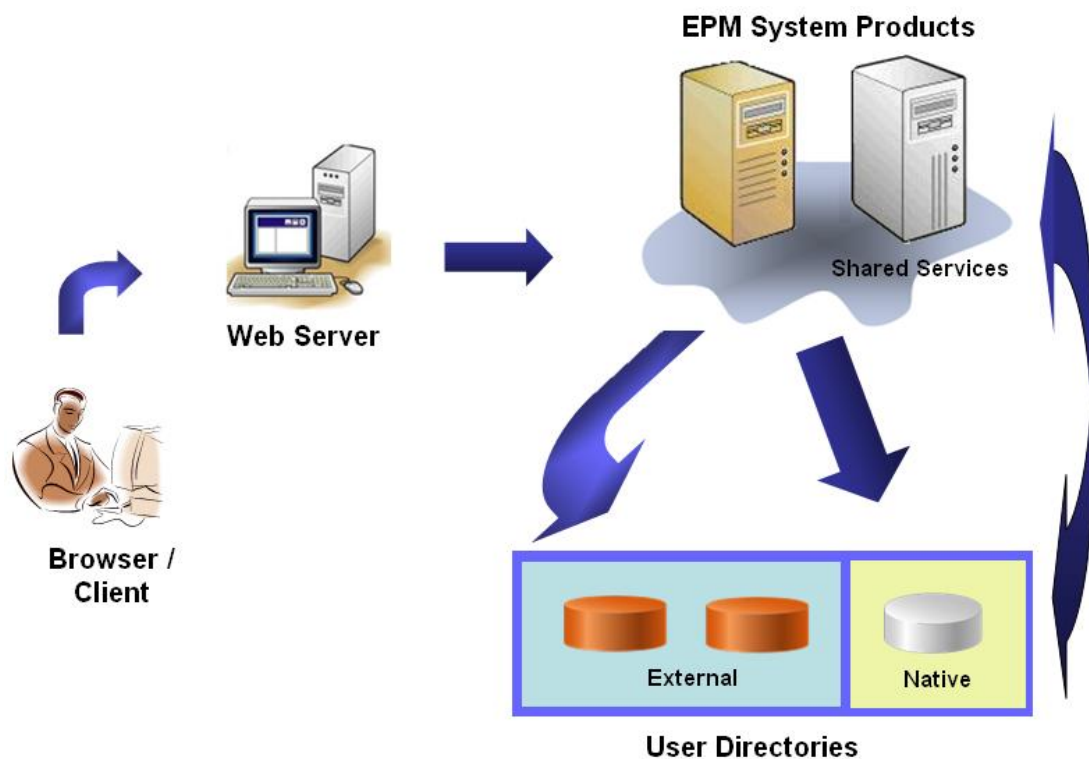 EPM System Products
Shared Services
Web Server
Browser /
Client
External
Native
User Directories